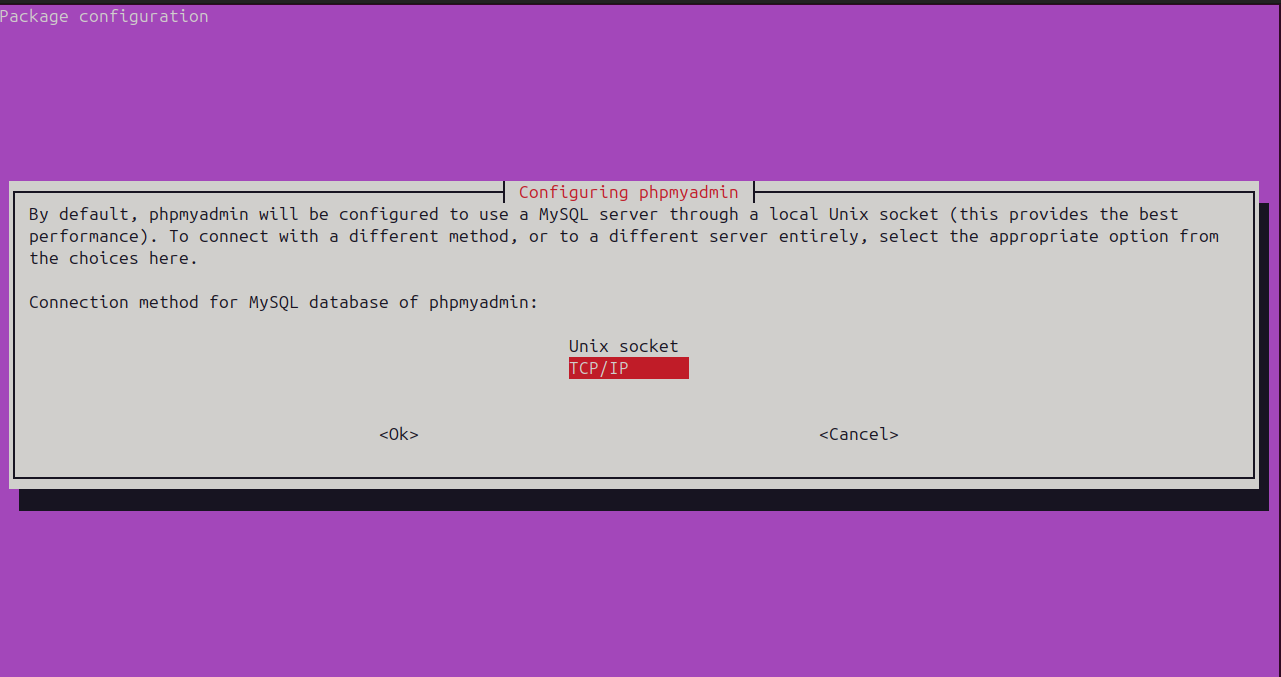 Package configuration
Configuring phpmyadmin
By default, phpmyadmin will be configured to use a MySQL server through a local Unix socket (this provides the best
performance). To connect with a different method, or to a different server entirely, select the appropriate option from
the choices here.
Connection method for MySQL database of phpmyadmin:
Unix socket
TCP/IP
<Ok> <Cancel>